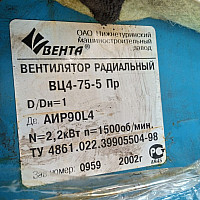 ВЕНТА
ОАО Нижнетуринский
машиностроительный
завод
ВЕНТИЛЯТОР РАДИАЛЬНЫЙ
ВЦ4-75-5 Пр
D/Dн=1
Дв. АИР90L4
N=2,2кВт n=1500об/мин.
ТУ 4861.022.39905504-98
Зав.номер: 0959 2002г